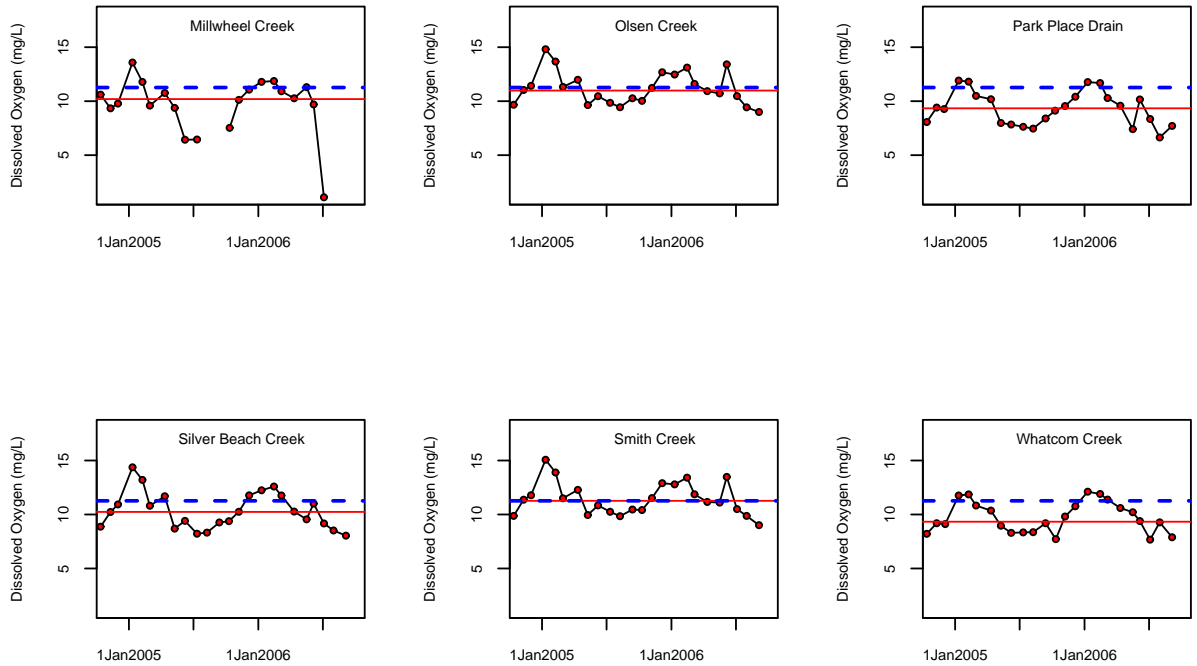 Millwheel Creek
Dissolved Oxygen (mg/L)
15
10
5
1Jan2005
1Jan2006
Olsen Creek
Dissolved Oxygen (mg/L)
15
10
5
1Jan2005
1Jan2006
Park Place Drain
Dissolved Oxygen (mg/L)
15
10
5
1Jan2005
1Jan2006
Silver Beach Creek
Dissolved Oxygen (mg/L)
15
10
5
1Jan2005
1Jan2006
Smith Creek
Dissolved Oxygen (mg/L)
15
10
5
1Jan2005
1Jan2006
Whatcom Creek
Dissolved Oxygen (mg/L)
15
10
5
1Jan2005
1Jan2006